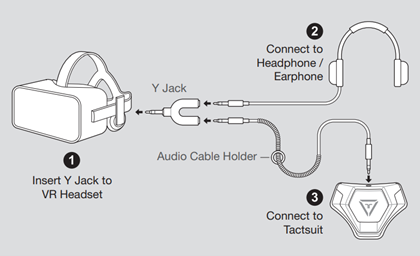 2
Connect to
Headphone /
Earphone
Y Jack
Audio Cable Holder
1
Insert Y Jack to
VR Headset
3
Connect to
Tactsuit